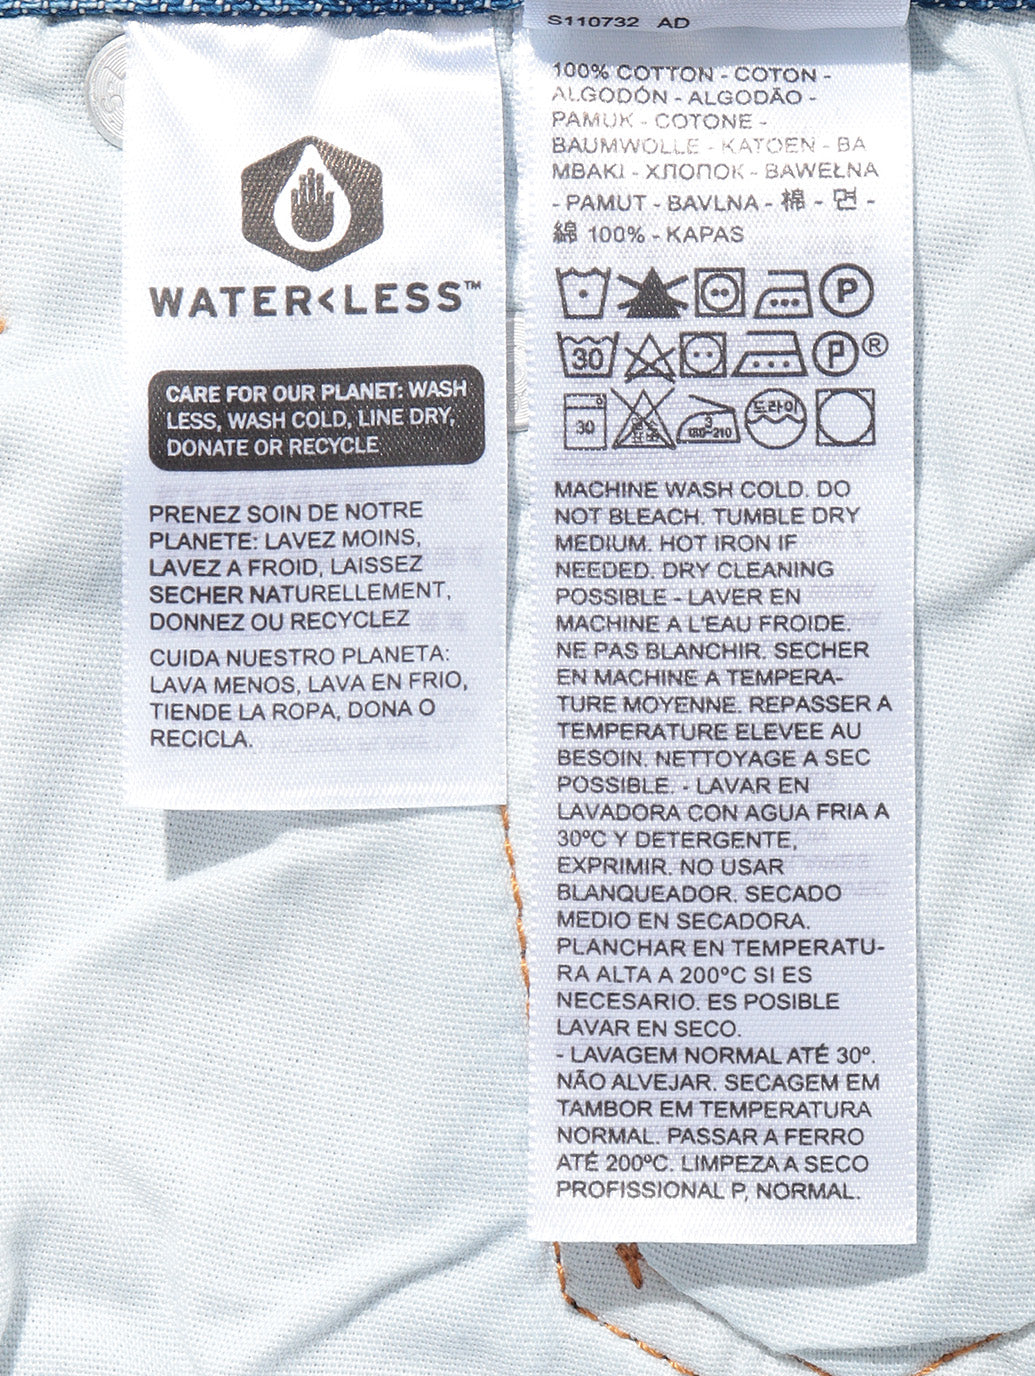 S110732 AD
WATER<LESS™
CARE FOR OUR PLANET: WASH
LESS, WASH COLD, LINE DRY,
DONATE OR RECYCLE
PRENEZ SOIN DE NOTRE
PLANETE: LAVEZ MOINS,
LAVEZ A FROID, LAISSEZ
SECHER NATURELLEMENT,
DONNEZ OU RECYCLEZ
CUIDA NUESTRO PLANETA:
LAVA MENOS, LAVA EN FRIO,
TIENDE LA ROPA, DONA O
RECICLA.
100% COTTON - COTON -
ALGODÓN - ALGODÃO -
PAMUK - COTONE -
BAUMWOLLE - KATOEN - BA
MBAKI - ХЛОПОК - BAWEŁNA
- PAMUT - BAVLNA - 棉 - 면 -
綿 100% - KAPAS
P
30 P ®
30 3 180~210 드라이
MACHINE WASH COLD. DO
NOT BLEACH. TUMBLE DRY
MEDIUM. HOT IRON IF
NEEDED. DRY CLEANING
POSSIBLE - LAVER EN
MACHINE A L'EAU FROIDE.
NE PAS BLANCHIR. SECHER
EN MACHINE A TEMPERA-
TURE MOYENNE. REPASSER A
TEMPERATURE ELEVEE AU
BESOIN. NETTOYAGE A SEC
POSSIBLE. - LAVAR EN
LAVADORA CON AGUA FRIA A
30ºC Y DETERGENTE,
EXPRIMIR. NO USAR
BLANQUEADOR. SECADO
MEDIO EN SECADORA.
PLANCHAR EN TEMPERATU-
RA ALTA A 200ºC SI ES
NECESARIO. ES POSIBLE
LAVAR EN SECO.
- LAVAGEM NORMAL ATÉ 30º.
NÃO ALVEJAR. SECAGEM EM
TAMBOR EM TEMPERATURA
NORMAL. PASSAR A FERRO
ATÉ 200ºC. LIMPEZA A SECO
PROFISSIONAL P, NORMAL.